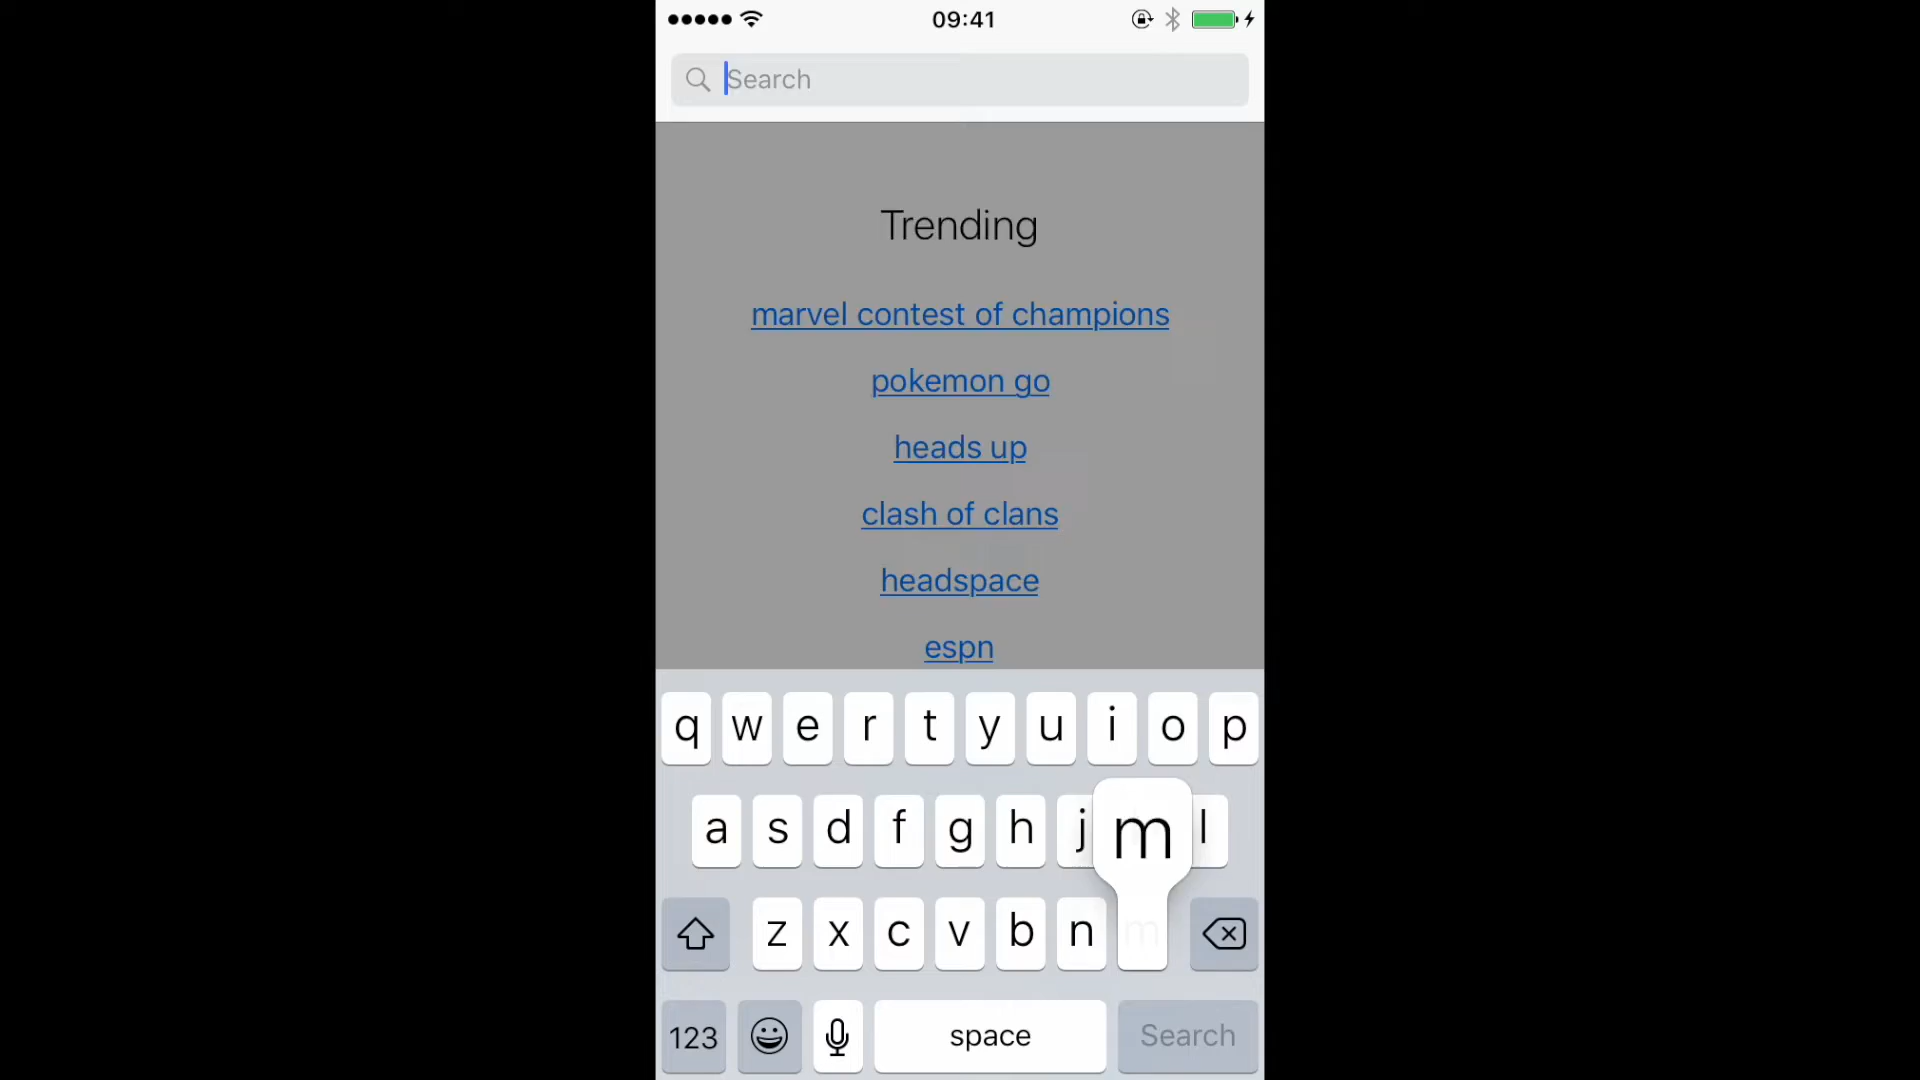 09:41
Search
Trending
marvel contest of champions
pokemon go
heads up
clash of clans
headspace
espn
q w e r t y u i o p
a s d f g h j m l
z x c v b n m
123 space Search